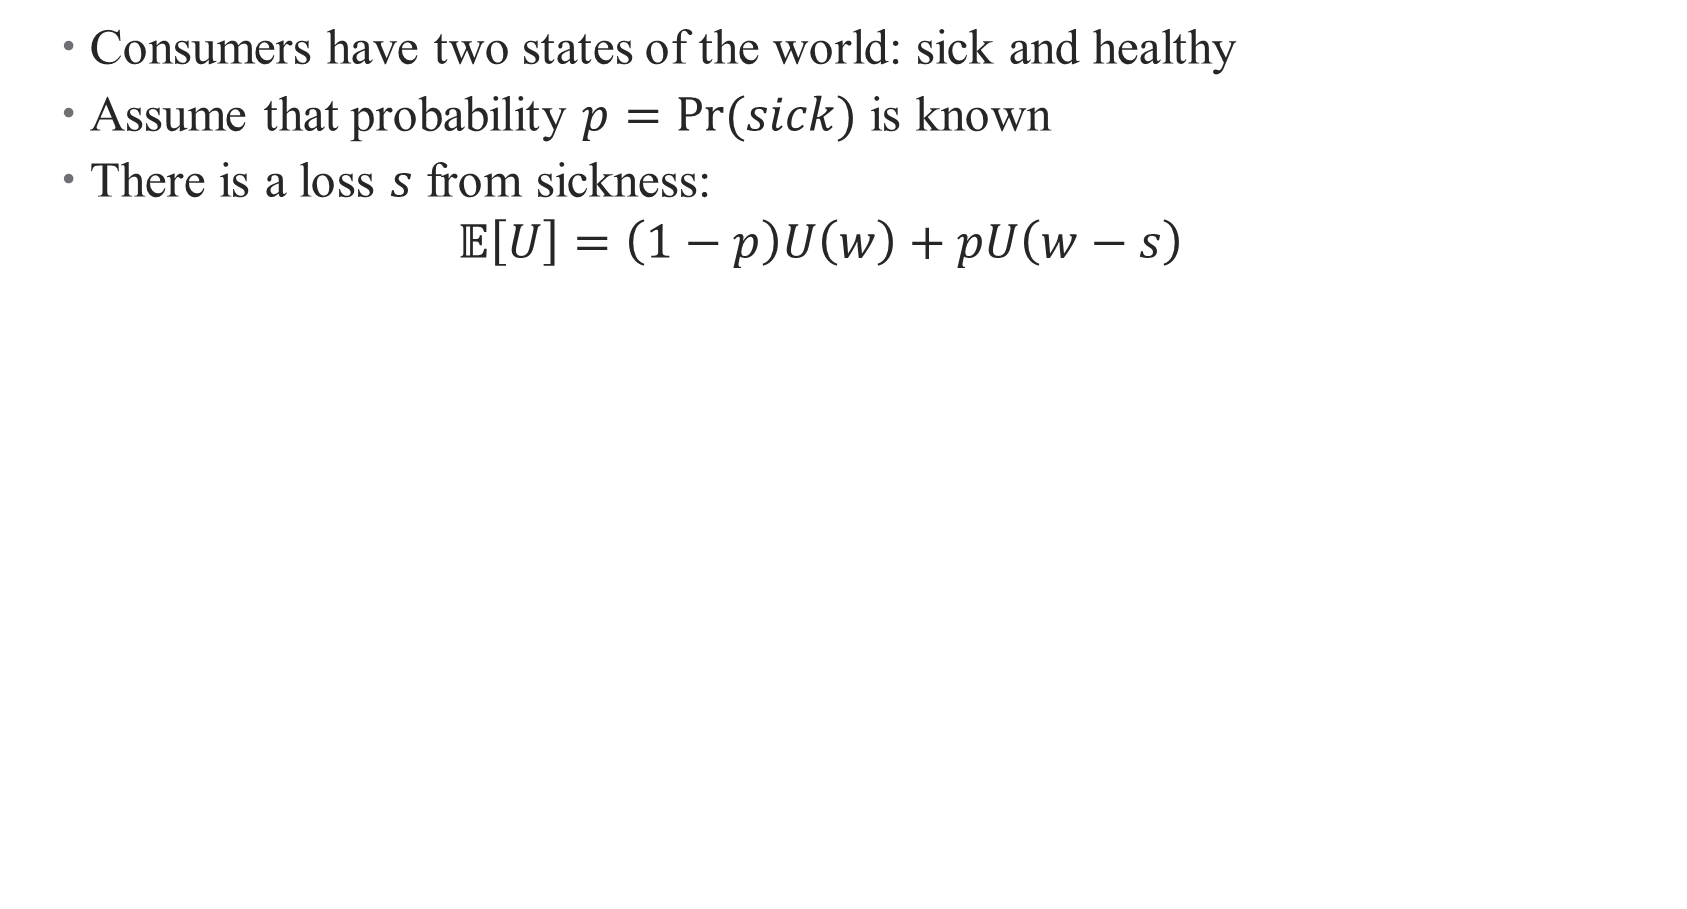 • Consumers have two states of the world: sick and healthy
• Assume that probability 𝑝 = Pr(𝑠𝑖𝑐𝑘) is known
• There is a loss 𝑠 from sickness:
𝔼[𝑈] = (1 − 𝑝)𝑈(𝑤) + 𝑝𝑈(𝑤 − 𝑠)